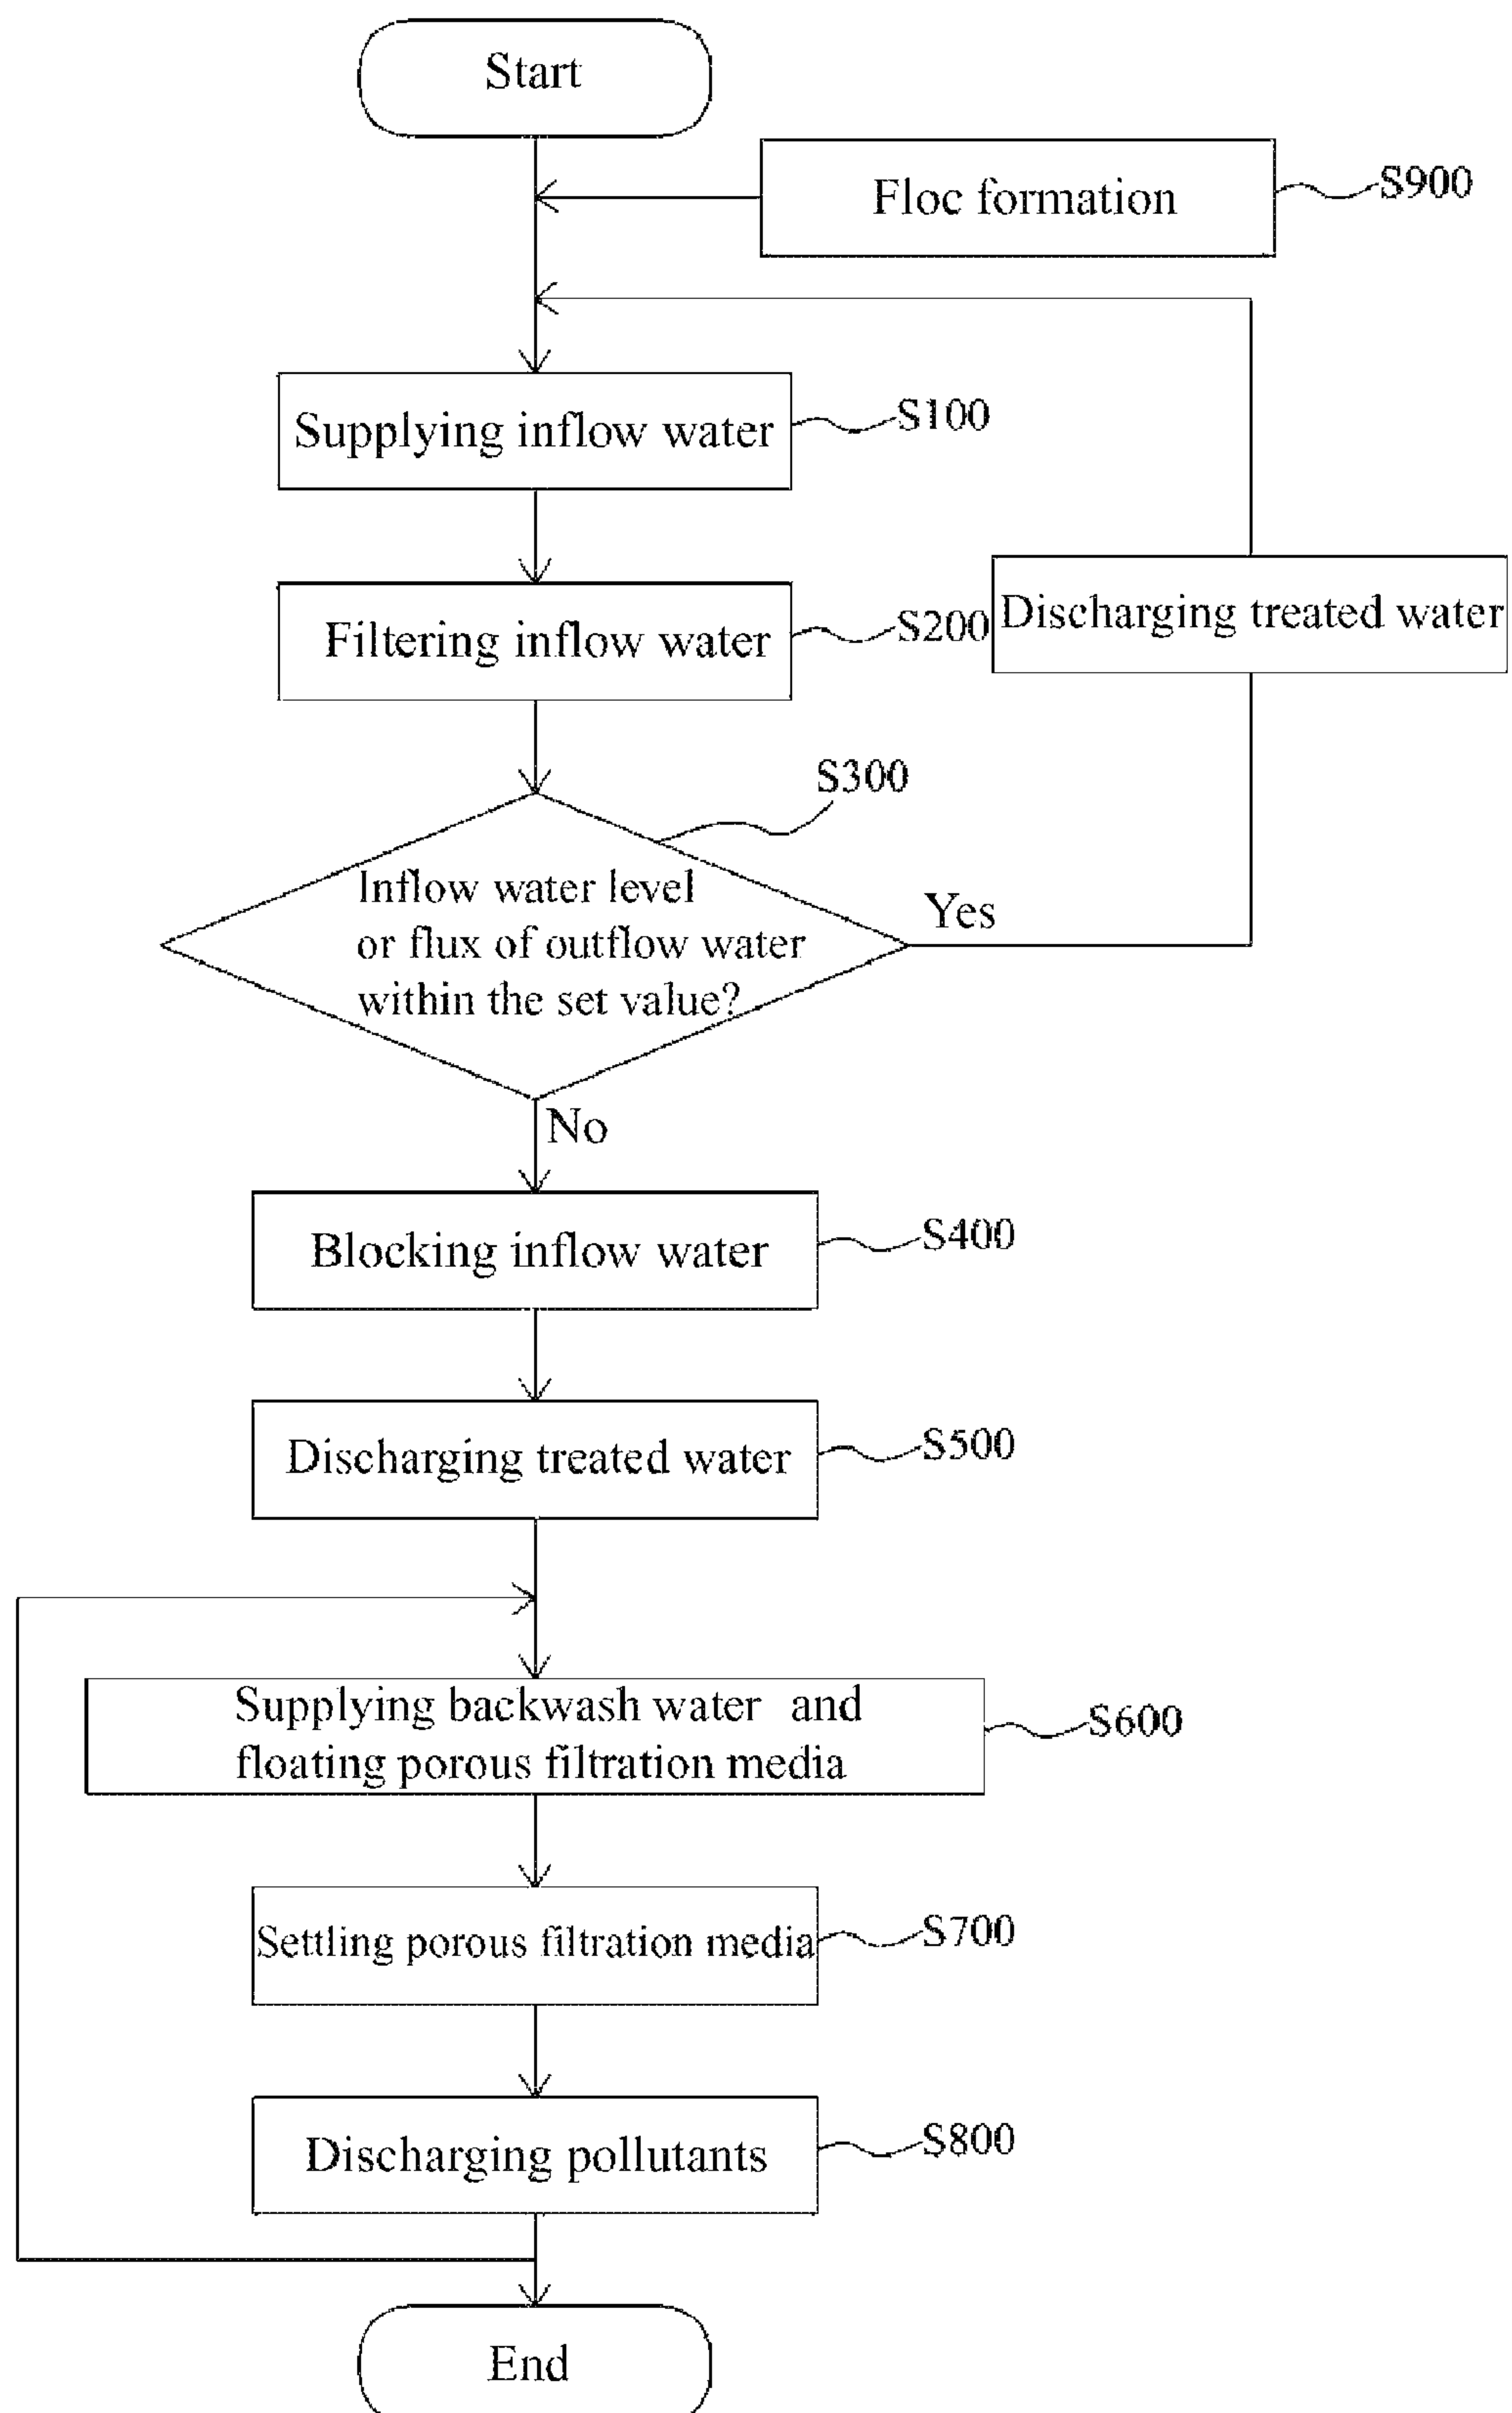 Start
Floc formation
S900
Supplying inflow water
S100
Filtering inflow water
S200
Discharging treated water
S300
Inflow water level
or flux of outflow water
within the set value?
Yes
No
Blocking inflow water
S400
Discharging treated water
S500
Supplying backwash water and
floating porous filtration media
S600
Settling porous filtration media
S700
Discharging pollutants
S800
End